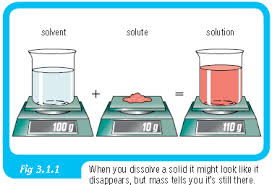 solvent solute solution
+ =
100 g 10 g 110 g
Fig 3.1.1
When you dissolve a solid it might look like it
disappears, but mass tells you it's still there.